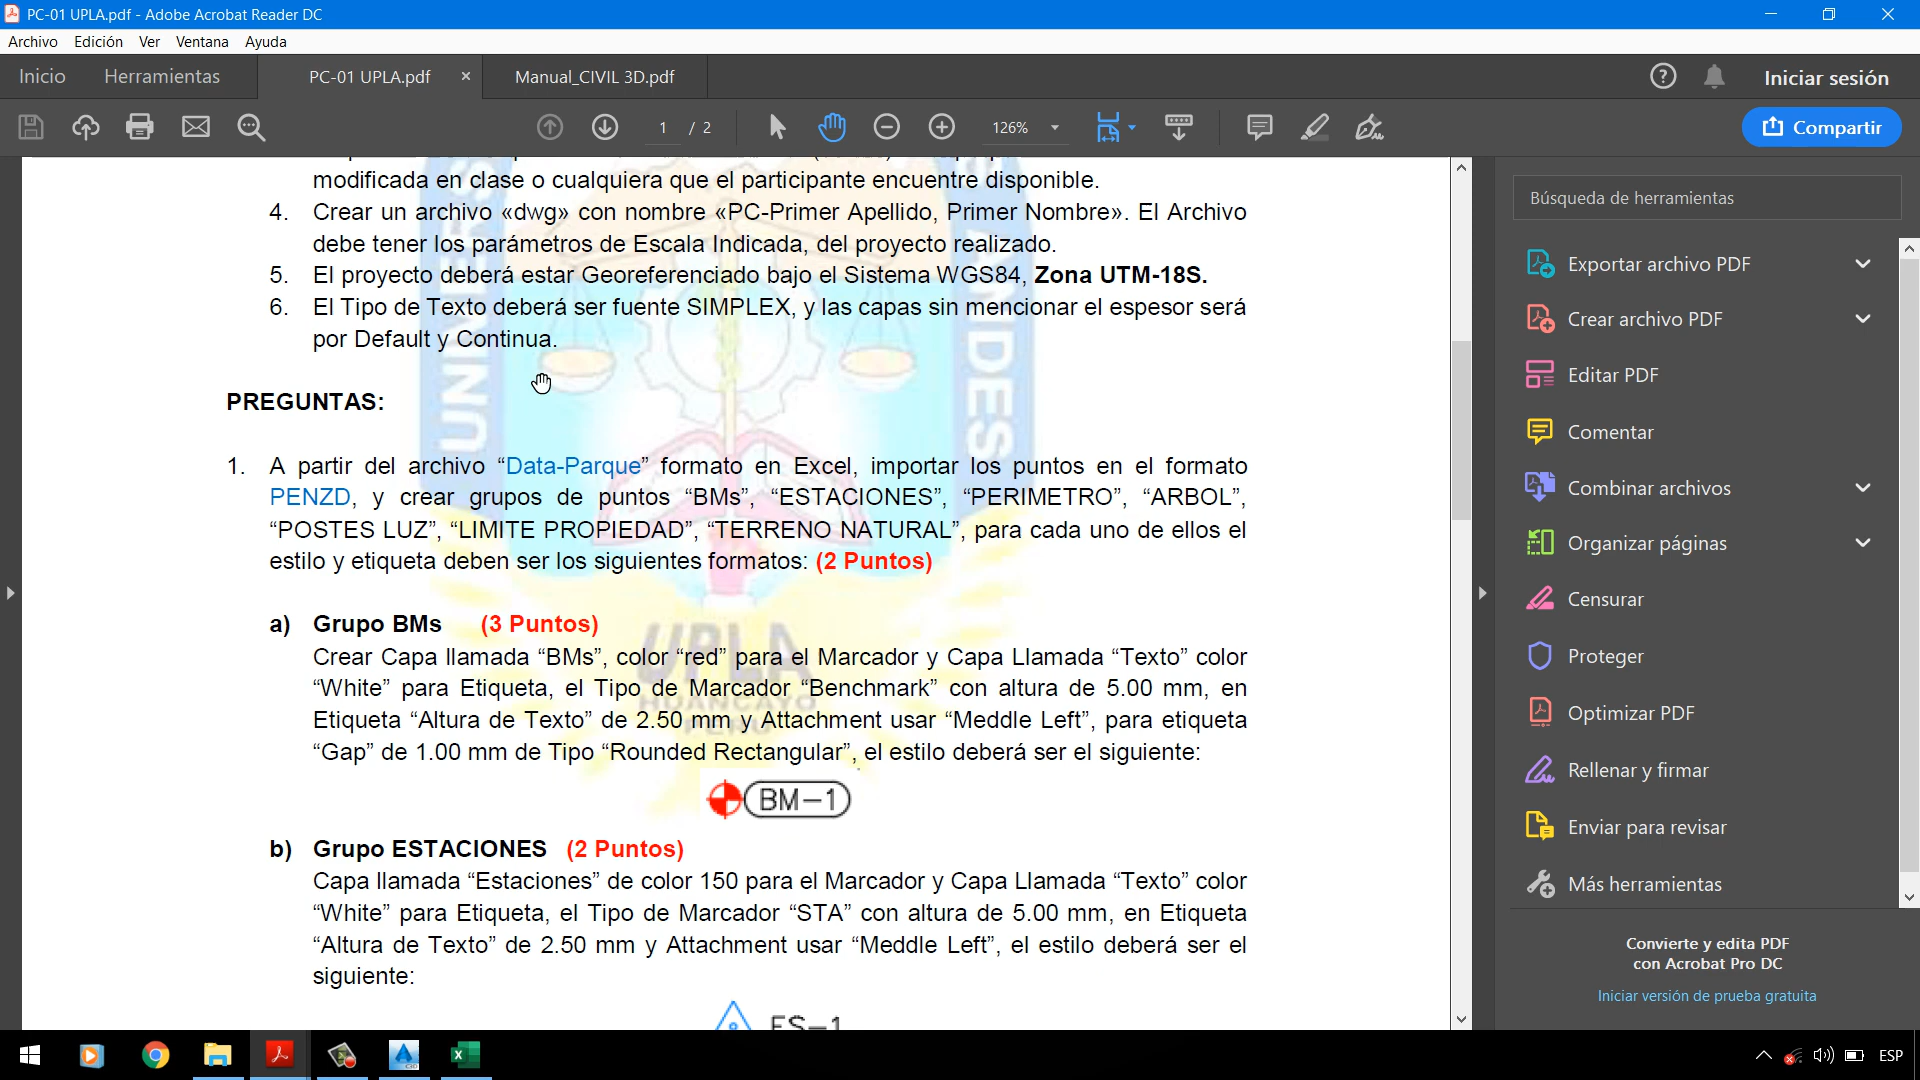 PC-01 UPLA.pdf - Adobe Acrobat Reader DC
Archivo Edición Ver Ventana Ayuda
Inicio Herramientas PC-01 UPLA.pdf × Manual_CIVIL 3D.pdf Iniciar sesión
1 / 2 126% Compartir
modificada en clase o cualquiera que el participante encuentre disponible.
4. Crear un archivo «dwg» con nombre «PC-Primer Apellido, Primer Nombre». El Archivo
debe tener los parámetros de Escala Indicada, del proyecto realizado.
5. El proyecto deberá estar Georeferenciado bajo el Sistema WGS84, Zona UTM-18S.
6. El Tipo de Texto deberá ser fuente SIMPLEX, y las capas sin mencionar el espesor será
por Default y Continua.
PREGUNTAS:
1. A partir del archivo “Data-Parque” formato en Excel, importar los puntos en el formato
PENZD, y crear grupos de puntos “BMs”, “ESTACIONES”, “PERIMETRO”, “ARBOL”,
“POSTES LUZ”, “LIMITE PROPIEDAD”, “TERRENO NATURAL”, para cada uno de ellos el
estilo y etiqueta deben ser los siguientes formatos: (2 Puntos)
a) Grupo BMs (3 Puntos)
Crear Capa llamada “BMs”, color “red” para el Marcador y Capa Llamada “Texto” color
“White” para Etiqueta, el Tipo de Marcador “Benchmark” con altura de 5.00 mm, en
Etiqueta “Altura de Texto” de 2.50 mm y Attachment usar “Meddle Left”, para etiqueta
“Gap” de 1.00 mm de Tipo “Rounded Rectangular”, el estilo deberá ser el siguiente:
BM-1
b) Grupo ESTACIONES (2 Puntos)
Capa llamada “Estaciones” de color 150 para el Marcador y Capa Llamada “Texto” color
“White” para Etiqueta, el Tipo de Marcador “STA” con altura de 5.00 mm, en Etiqueta
“Altura de Texto” de 2.50 mm y Attachment usar “Meddle Left”, el estilo deberá ser el
siguiente:
ES-1
UPLA
HUANCAYO
PERU
Búsqueda de herramientas
Exportar archivo PDF
Crear archivo PDF
Editar PDF
Comentar
Combinar archivos
Organizar páginas
Censurar
Proteger
Optimizar PDF
Rellenar y firmar
Enviar para revisar
Más herramientas
Convierte y edita PDF
con Acrobat Pro DC
Iniciar versión de prueba gratuita
ESP